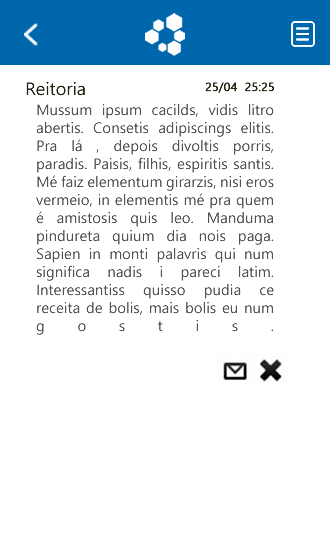 Reitoria 25/04 25:25
Mussum ipsum cacilds, vidis litro
abertis. Consetis adipiscings elitis.
Pra lá , depois divoltis porris,
paradis. Paisis, filhis, espiritis santis.
Mé faiz elementum girarzis, nisi eros
vermeio, in elementis mé pra quem
é amistosis quis leo. Manduma
pindureta quium dia nois paga.
Sapien in monti palavris qui num
significa nadis i pareci latim.
Interessantiss quisso pudia ce
receita de bolis, mais bolis eu num
g o s t i s .